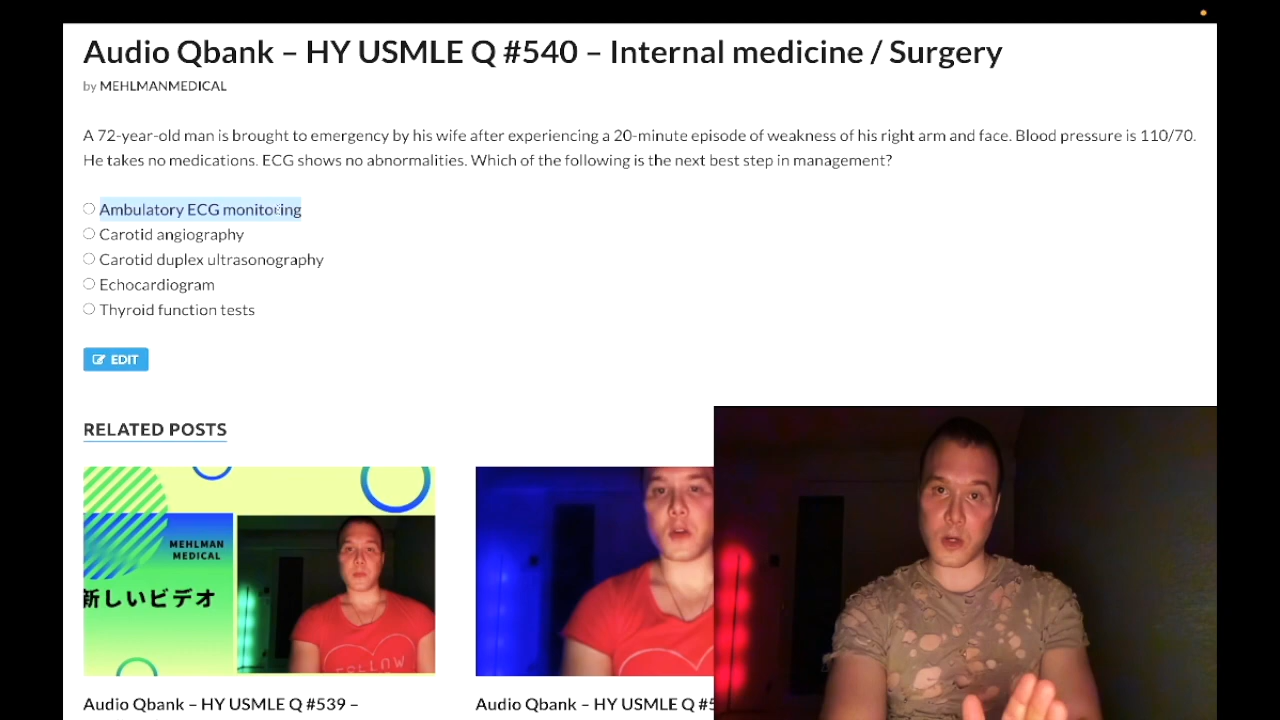 Audio Qbank – HY USMLE Q #540 – Internal medicine / Surgery
by MEHLMANMEDICAL
A 72-year-old man is brought to emergency by his wife after experiencing a 20-minute episode of weakness of his right arm and face. Blood pressure is 110/70.
He takes no medications. ECG shows no abnormalities. Which of the following is the next best step in management?
Ambulatory ECG monitoring
Carotid angiography
Carotid duplex ultrasonography
Echocardiogram
Thyroid function tests
EDIT
RELATED POSTS
MEHLMAN
MEDICAL
新しいビデオ
FOLLOW
Audio Qbank – HY USMLE Q #539 –
Audio Qbank – HY USMLE Q #5